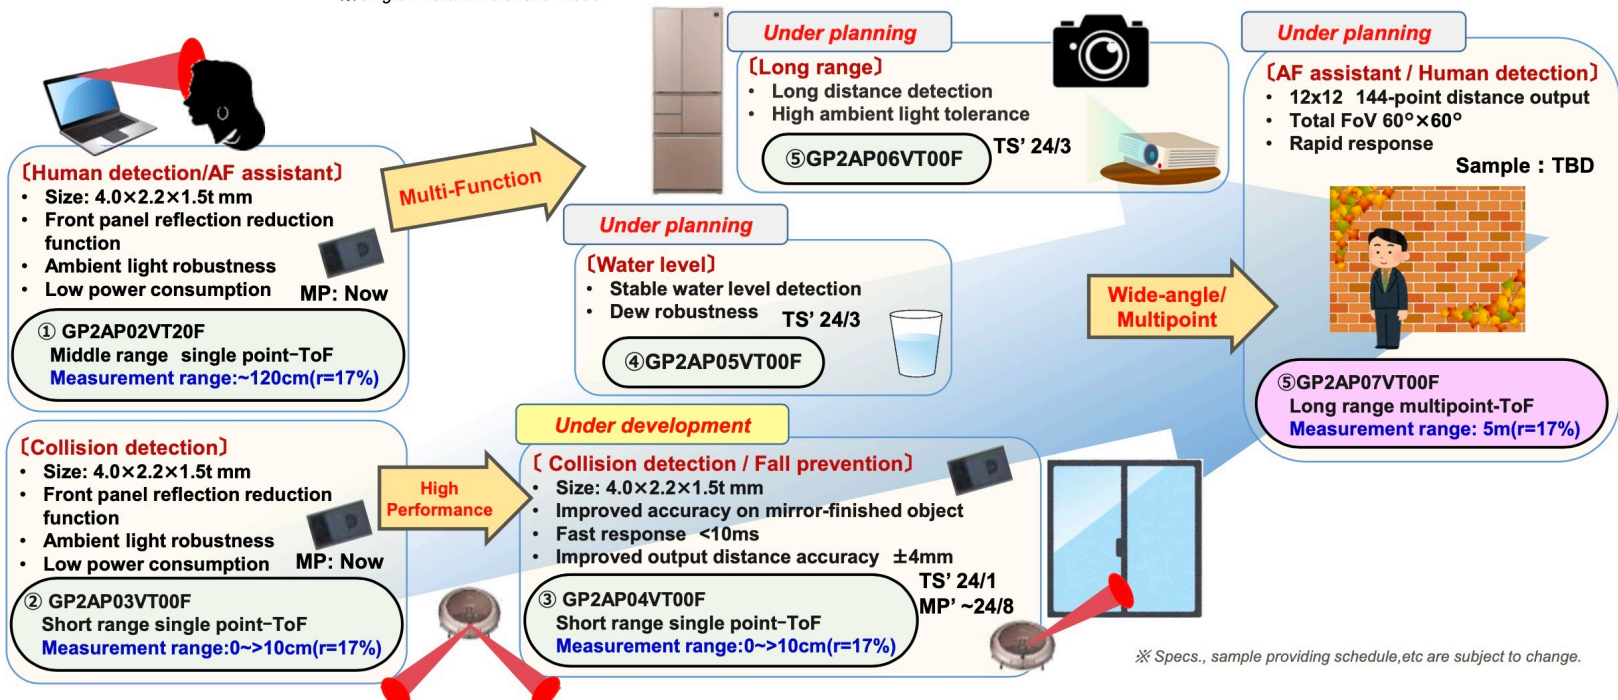 〔Human detection/AF assistant〕
• Size: 4.0×2.2×1.5t mm
• Front panel reflection reduction
function
• Ambient light robustness
• Low power consumption
MP: Now
① GP2AP02VT20F
Middle range single point-ToF
Measurement range:~120cm(r=17%)
〔Collision detection〕
• Size: 4.0×2.2×1.5t mm
• Front panel reflection reduction
function
• Ambient light robustness
• Low power consumption
MP: Now
② GP2AP03VT00F
Short range single point-ToF
Measurement range:0~>10cm(r=17%)
Multi-Function
High
Performance
Under planning
〔Long range〕
• Long distance detection
• High ambient light tolerance
⑤GP2AP06VT00F
TS’ 24/3
Under planning
〔Water level〕
• Stable water level detection
• Dew robustness
TS’ 24/3
④GP2AP05VT00F
Under development
〔 Collision detection / Fall prevention〕
• Size: 4.0×2.2×1.5t mm
• Improved accuracy on mirror-finished object
• Fast response <10ms
• Improved output distance accuracy ±4mm
TS’ 24/1
MP’ ~24/8
③ GP2AP04VT00F
Short range single point-ToF
Measurement range:0~>10cm(r=17%)
Wide-angle/
Multipoint
Under planning
〔AF assistant / Human detection〕
• 12x12 144-point distance output
• Total FoV 60°×60°
• Rapid response
Sample : TBD
⑤GP2AP07VT00F
Long range multipoint-ToF
Measurement range: 5m(r=17%)
※ Specs., sample providing schedule,etc are subject to change.